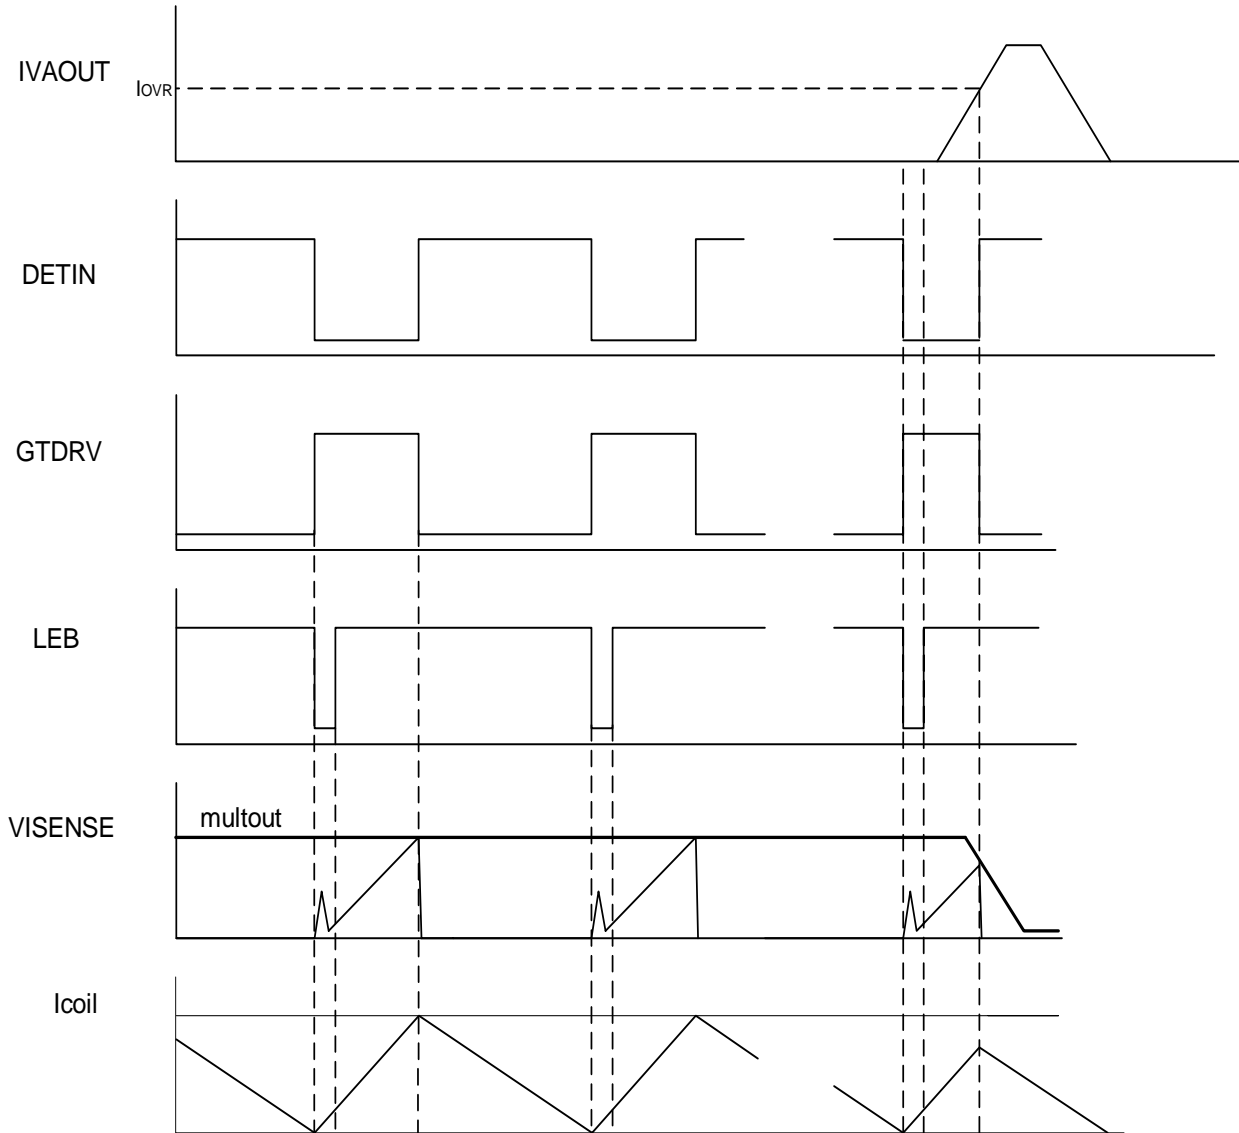 IVAOUT
IOVR
DETIN
GTDRV
LEB
VISENSE
multout
Icoil